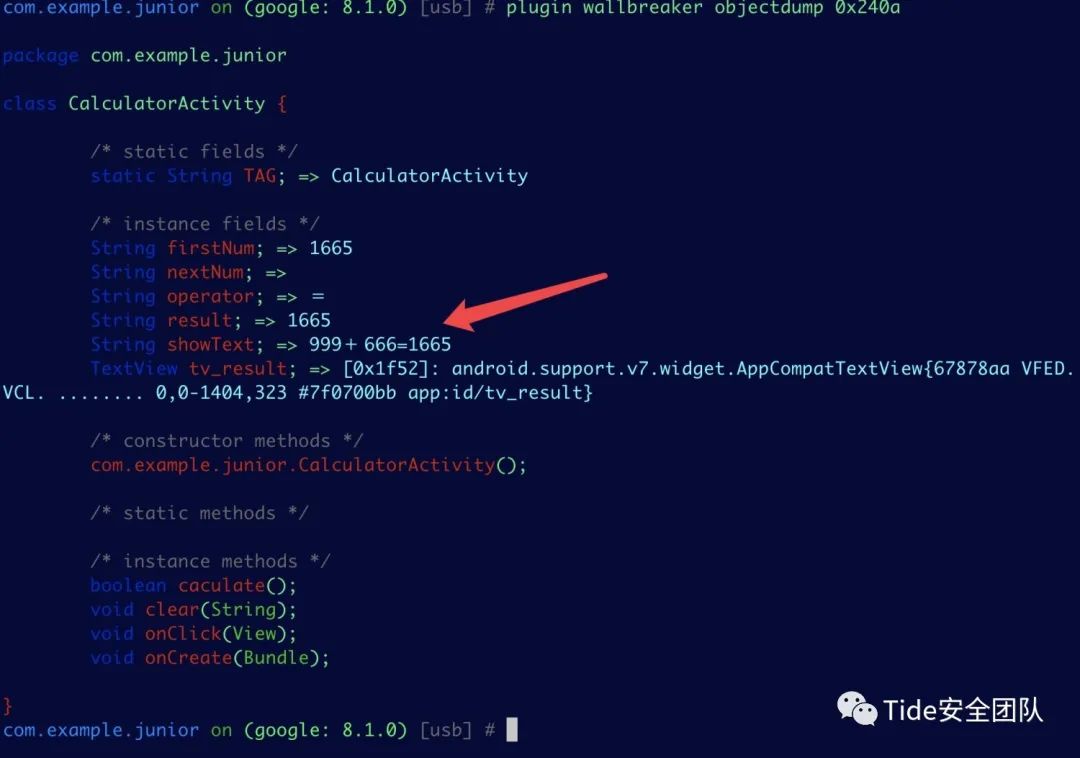 com.example.junior on (google: 8.1.0) [usb] # plugin wallbreaker objectdump 0x240a
package com.example.junior
class CalculatorActivity {
/* static fields */
static String TAG; => CalculatorActivity
/* instance fields */
String firstNum; => 1665
String nextNum; =>
String operator; => =
String result; => 1665
String showText; => 999+666=1665
TextView tv_result; => [0x1f52]: android.support.v7.widget.AppCompatTextView{67878aa VFED.
VCL. ........ 0,0-1404,323 #7f0700bb app:id/tv_result}
/* constructor methods */
com.example.junior.CalculatorActivity();
/* static methods */
/* instance methods */
boolean caculate();
void clear(String);
void onClick(View);
void onCreate(Bundle);
}
com.example.junior on (google: 8.1.0) [usb] #
Tide安全团队